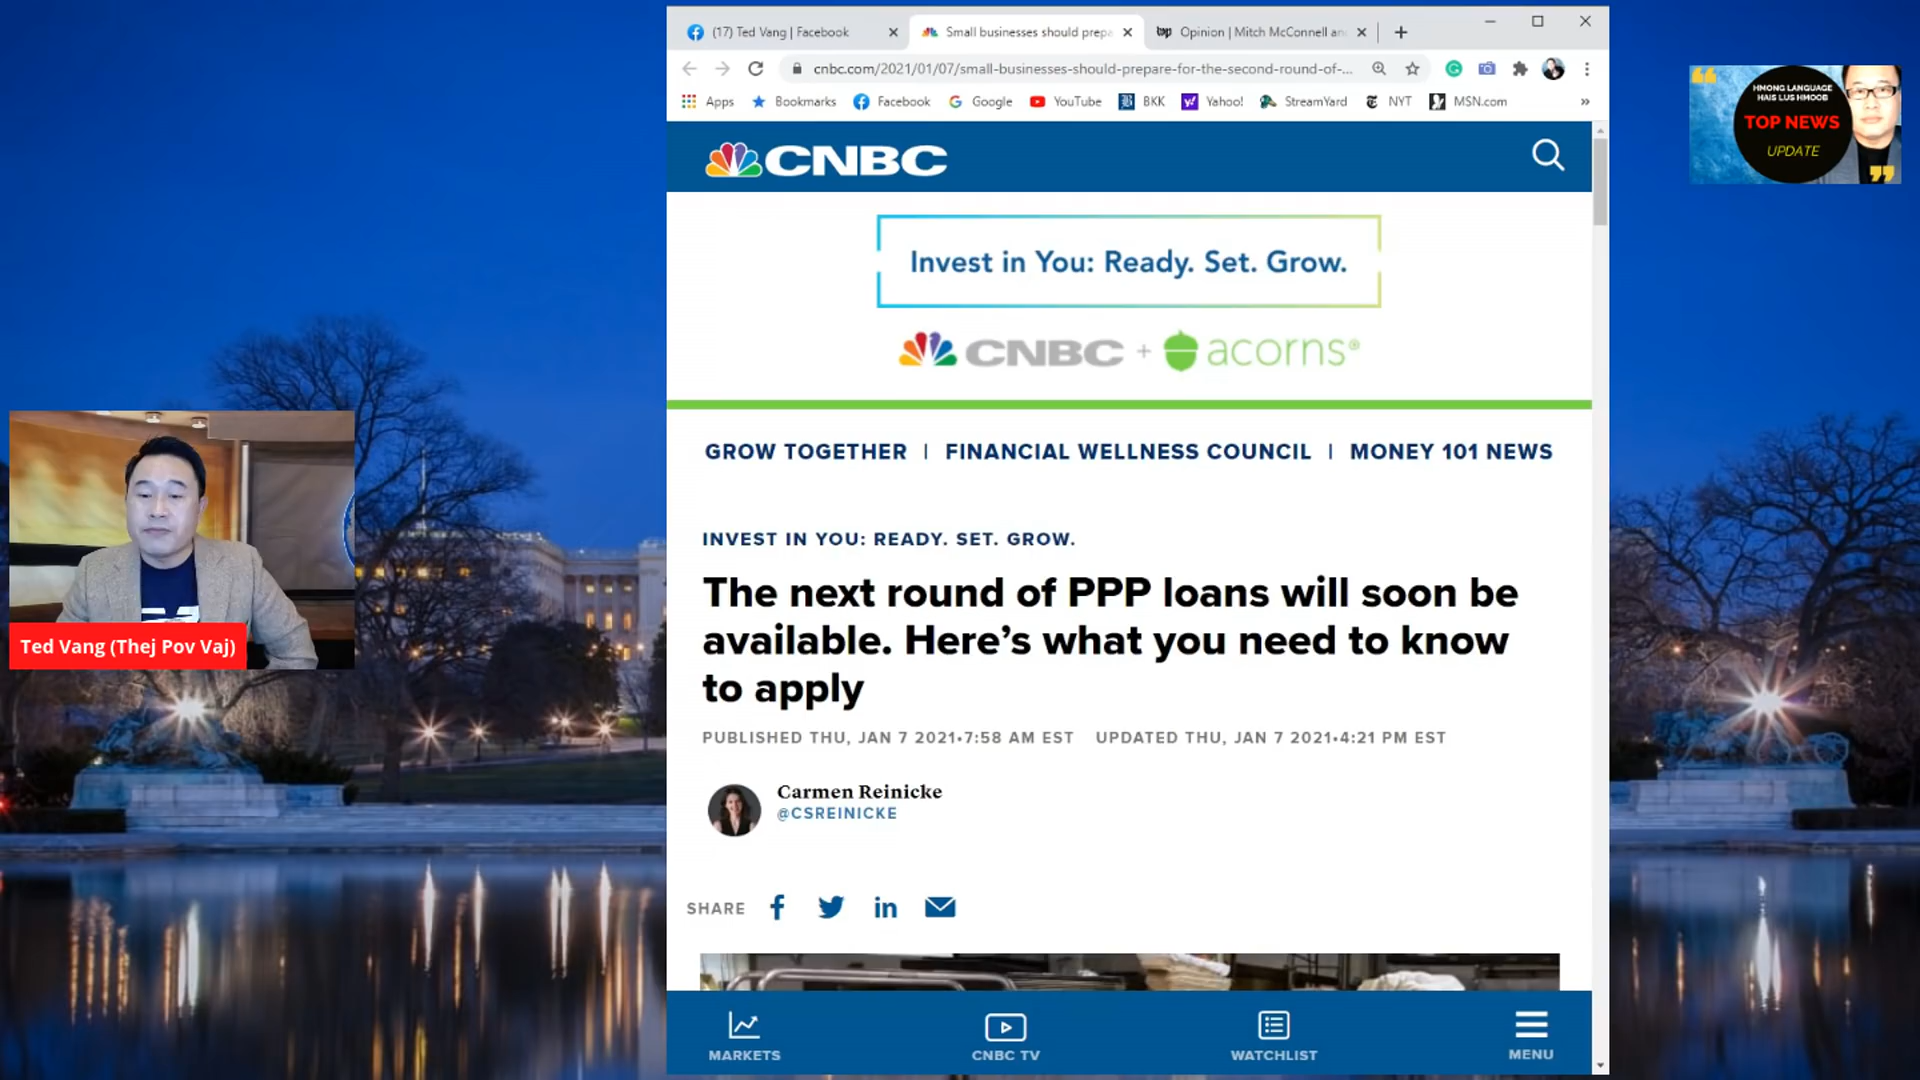 (17) Ted Vang | Facebook
Small businesses should prepa
Opinion | Mitch McConnell an
cnbc.com/2021/01/07/small-businesses-should-prepare-for-the-second-round-of-...
Apps
Bookmarks
Facebook
Google
YouTube
BKK
Yahoo!
StreamYard
NYT
MSN.com
CNBC
Invest in You: Ready. Set. Grow.
CNBC + acorns®
GROW TOGETHER | FINANCIAL WELLNESS COUNCIL | MONEY 101 NEWS
INVEST IN YOU: READY. SET. GROW.
The next round of PPP loans will soon be
available. Here’s what you need to know
to apply
PUBLISHED THU, JAN 7 2021•7:58 AM EST UPDATED THU, JAN 7 2021•4:21 PM EST
Carmen Reinicke
@CSREINICKE
SHARE
MARKETS
CNBC TV
WATCHLIST
MENU
Ted Vang (Thej Pov Vaj)
HMONG LANGUAGE
HAIS LUS HMOOB
TOP NEWS
UPDATE